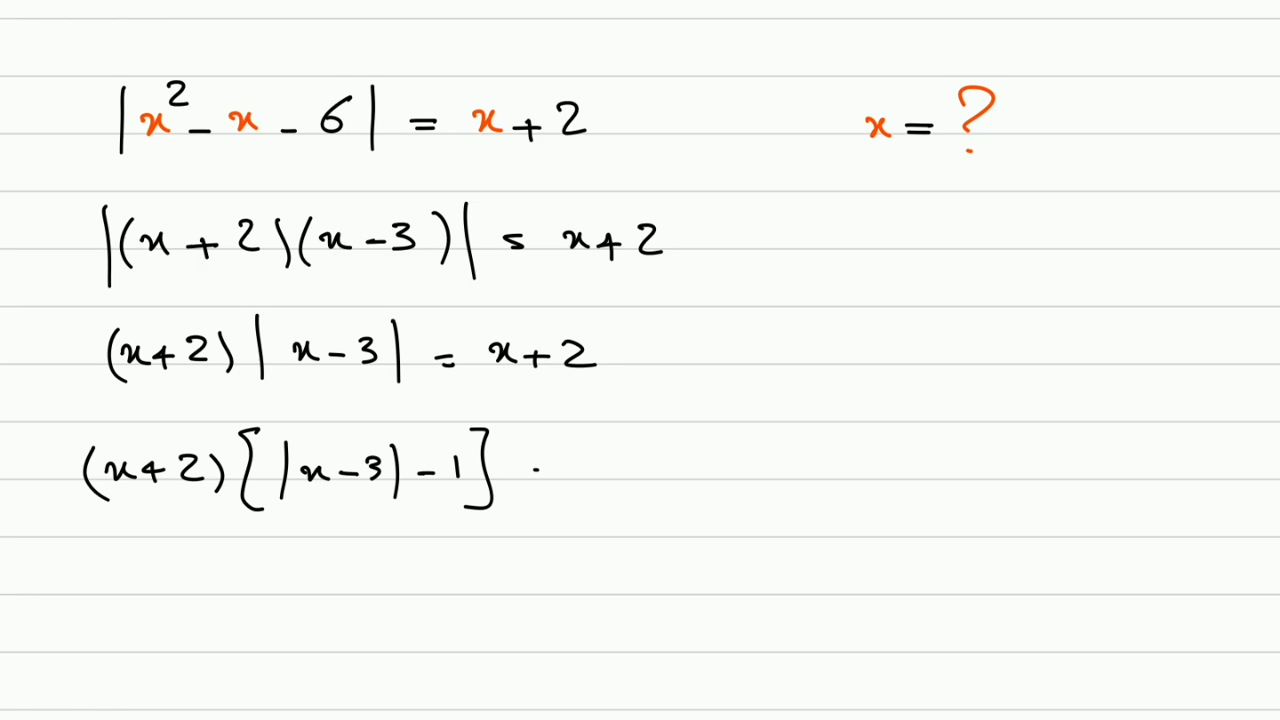 |x² - x - 6| = x + 2 x = ?
|(x + 2)(x - 3)| = x + 2
(x + 2)|x - 3| = x + 2
(x + 2)[|x - 3| - 1]